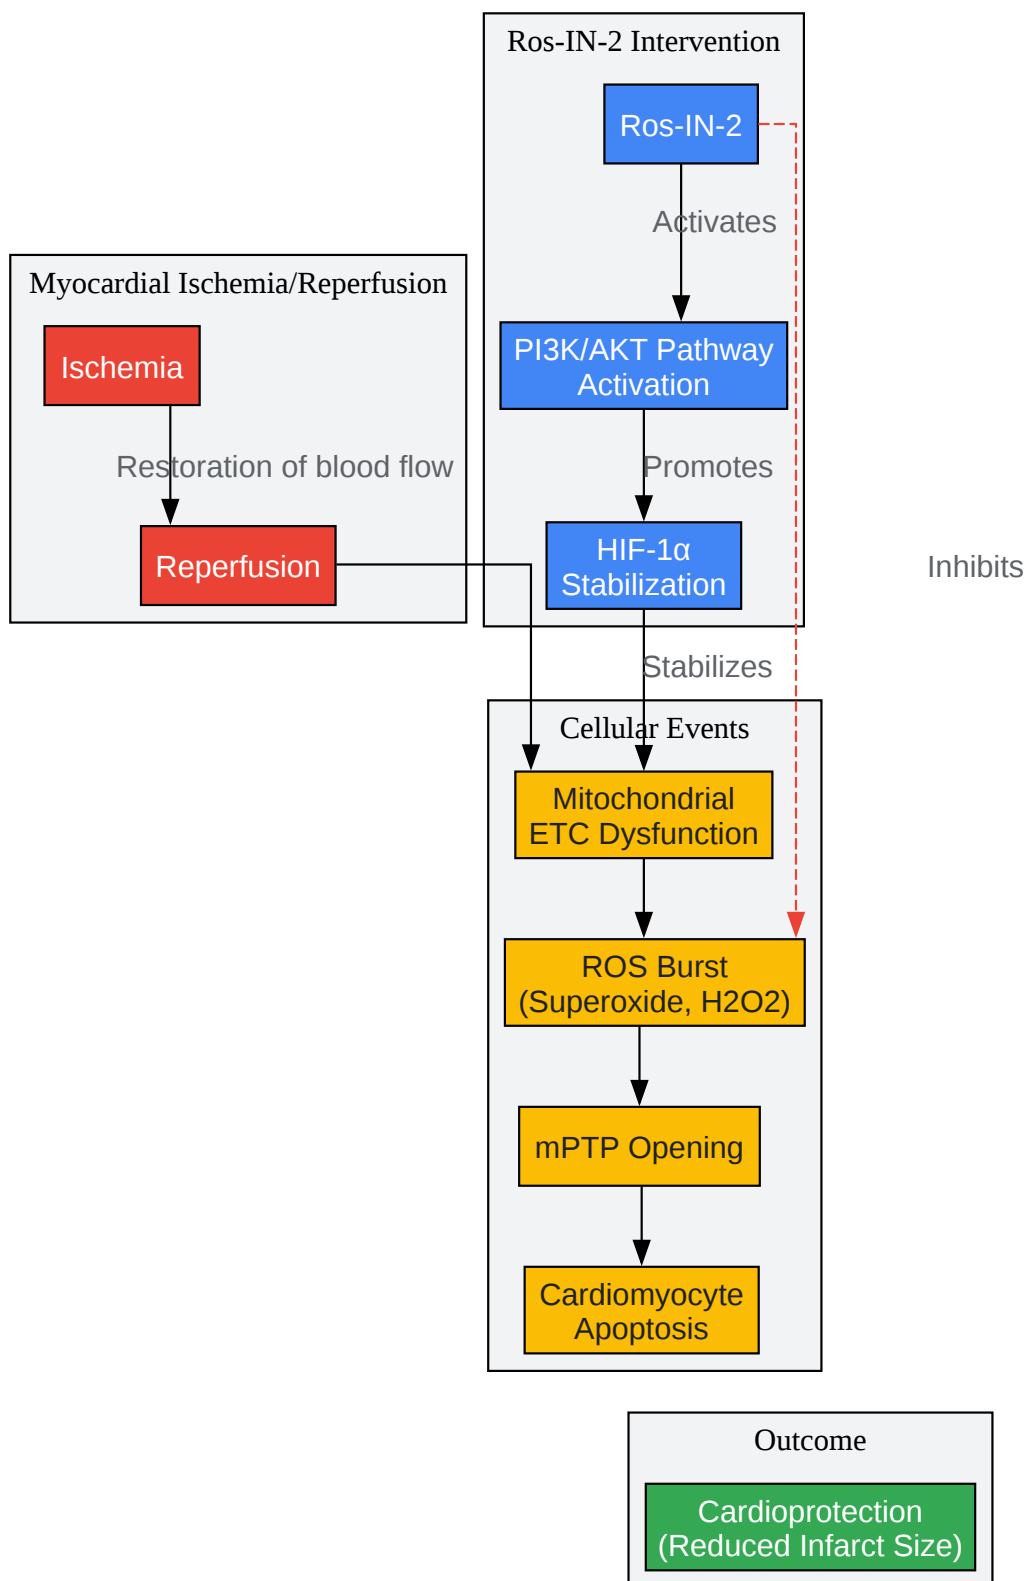 Ros-IN-2 Intervention
Ros-IN-2
Activates
Myocardial Ischemia/Reperfusion
Ischemia
PI3K/AKT Pathway
Activation
Restoration of blood flow
Promotes
Reperfusion
HIF-1α
Stabilization
Inhibits
Stabilizes
Cellular Events
Mitochondrial
ETC Dysfunction
ROS Burst
(Superoxide, H2O2)
mPTP Opening
Cardiomyocyte
Apoptosis
Outcome
Cardioprotection
(Reduced Infarct Size)